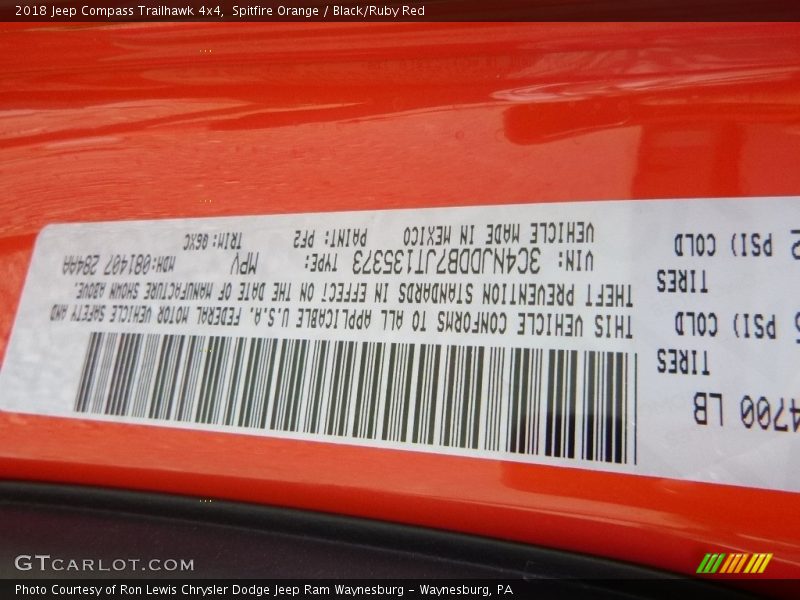 2018 Jeep Compass Trailhawk 4x4, Spitfire Orange / Black/Ruby Red
4700 LB
TIRES
PSI) COLD
TIRES
2 PSI) COLD
THIS VEHICLE CONFORMS TO ALL APPLICABLE U.S.A. FEDERAL MOTOR VEHICLE SAFETY AND
THEFT PREVENTION STANDARDS IN EFFECT ON THE DATE OF MANUFACTURE SHOWN ABOVE.
VIN: 3C4NJDDB7JT135373 TYPE: MPV MDH:081407 284AA
VEHICLE MADE IN MEXICO PAINT: PF2 TRIM: Q6XC
GTCARLOT.COM
Photo Courtesy of Ron Lewis Chrysler Dodge Jeep Ram Waynesburg – Waynesburg, PA